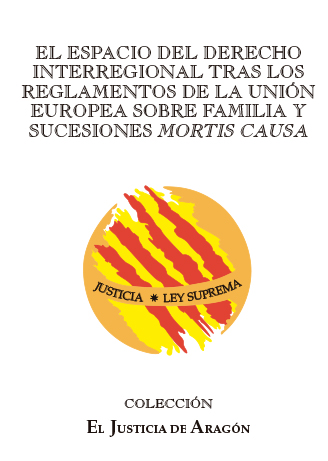 EL ESPACIO DEL DERECHO
INTERREGIONAL TRAS LOS
REGLAMENTOS DE LA UNIÓN
EUROPEA SOBRE FAMILIA Y
SUCESIONES MORTIS CAUSA
JUSTICIA * LEY SUPREMA
COLECCIÓN
EL JUSTICIA DE ARAGÓN